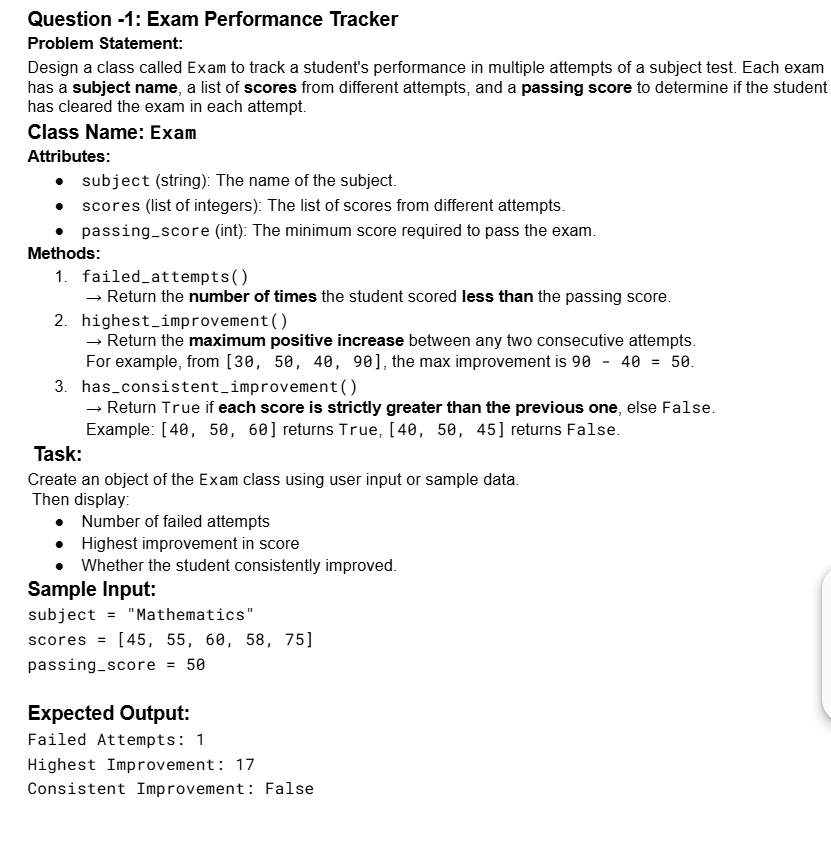 Question -1: Exam Performance Tracker
Problem Statement:
Design a class called Exam to track a student's performance in multiple attempts of a subject test. Each exam
has a subject name, a list of scores from different attempts, and a passing score to determine if the student
has cleared the exam in each attempt.
Class Name: Exam
Attributes:
● subject (string): The name of the subject.
● scores (list of integers): The list of scores from different attempts.
● passing_score (int): The minimum score required to pass the exam.
Methods:
1. failed_attempts()
→ Return the number of times the student scored less than the passing score.
2. highest_improvement()
→ Return the maximum positive increase between any two consecutive attempts.
For example, from [30, 50, 40, 90], the max improvement is 90 - 40 = 50.
3. has_consistent_improvement()
→ Return True if each score is strictly greater than the previous one, else False.
Example: [40, 50, 60] returns True, [40, 50, 45] returns False.
Task:
Create an object of the Exam class using user input or sample data.
Then display:
● Number of failed attempts
● Highest improvement in score
● Whether the student consistently improved.
Sample Input:
subject = "Mathematics"
scores = [45, 55, 60, 58, 75]
passing_score = 50
Expected Output:
Failed Attempts: 1
Highest Improvement: 17
Consistent Improvement: False